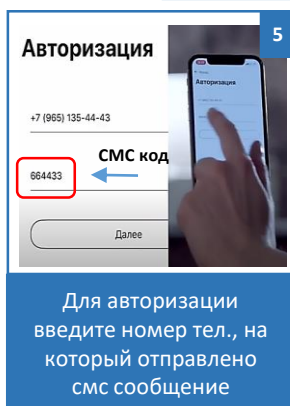 5
Авторизация
+7 (965) 135-44-43
СМС код
664433
Далее
Авторизация
Для авторизации
введите номер тел., на
который отправлено
смс сообщение